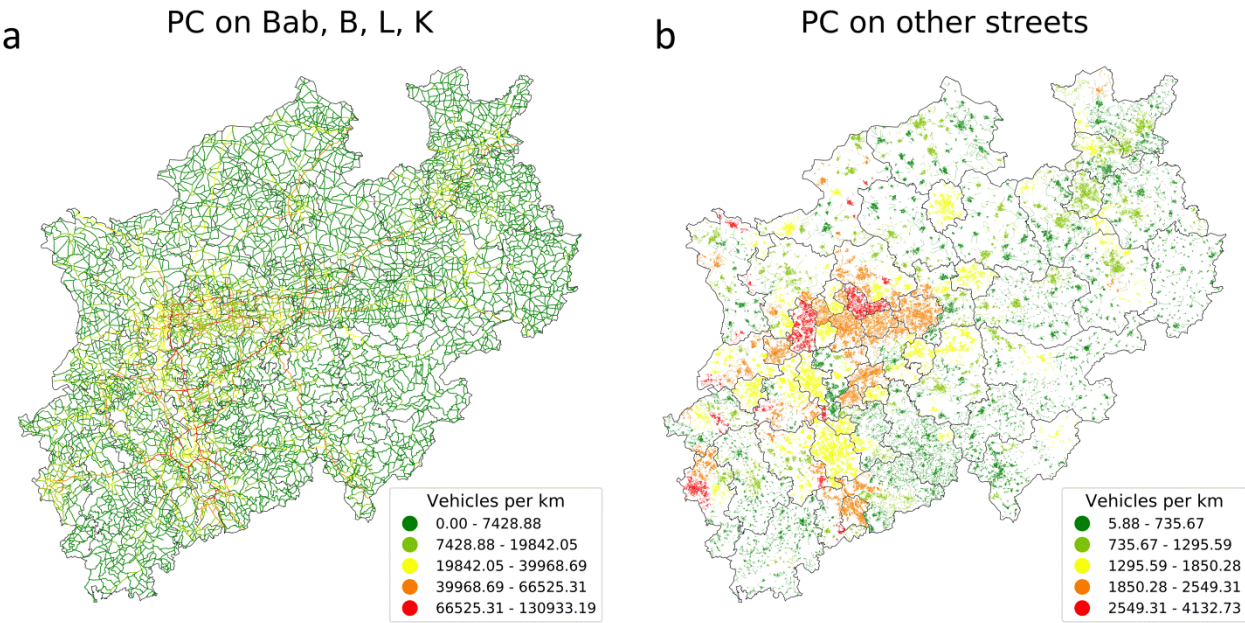 a
PC on Bab, B, L, K
Vehicles per km
0.00 - 7428.88
7428.88 - 19842.05
19842.05 - 39968.69
39968.69 - 66525.31
66525.31 - 130933.19
b
PC on other streets
Vehicles per km
5.88 - 735.67
735.67 - 1295.59
1295.59 - 1850.28
1850.28 - 2549.31
2549.31 - 4132.73